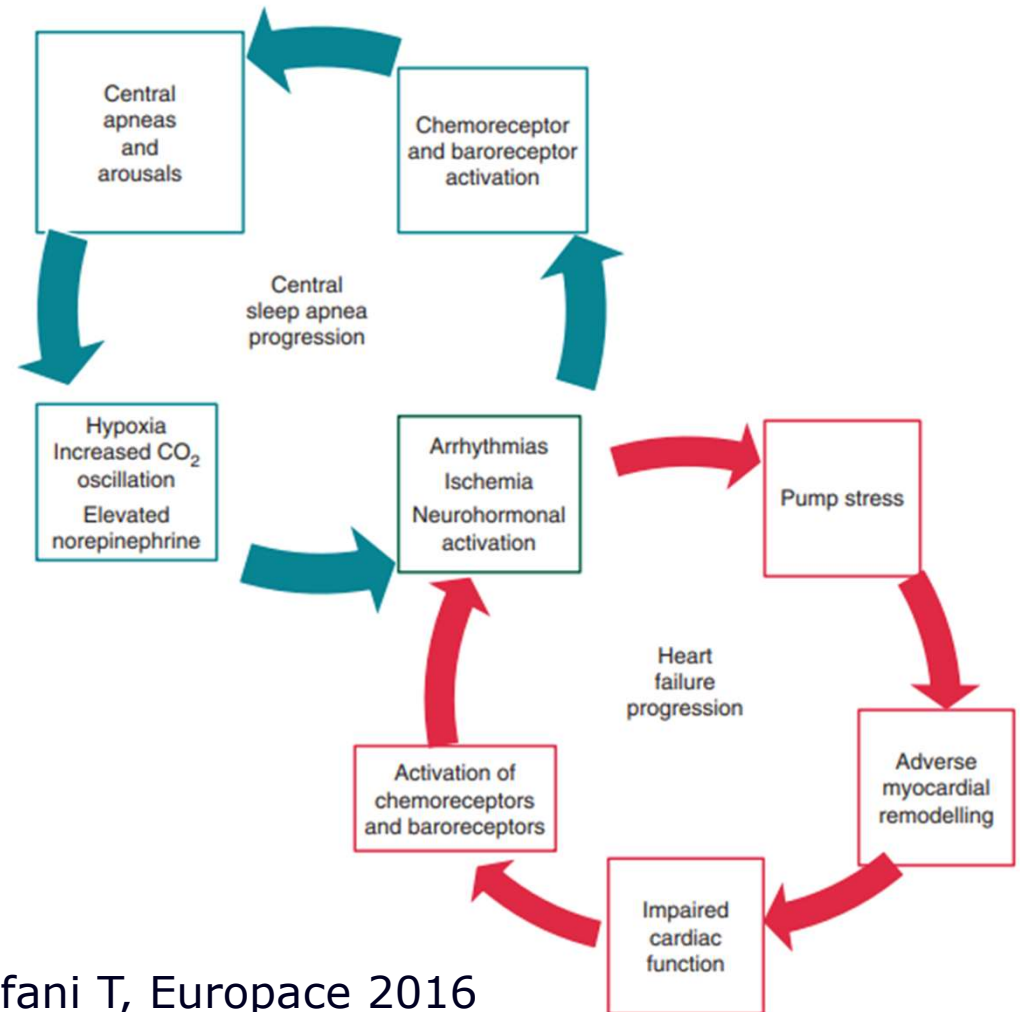 Central
apneas
and
arousals
Chemoreceptor
and baroreceptor
activation
Central
sleep apnea
progression
Hypoxia
Increased CO₂
oscillation
Elevated
norepinephrine
Arrhythmias
Ischemia
Neurohormonal
activation
Pump stress
Heart
failure
progression
Activation of
chemoreceptors
and baroreceptors
Adverse
myocardial
remodelling
Impaired
cardiac
function
fani T, Europace 2016